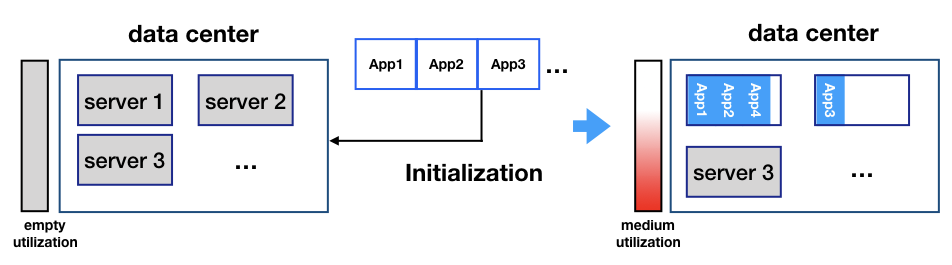 data center
server 1
server 2
server 3
...
empty
utilization
App1
App2
App3
...
Initialization
data center
App1
App2
App4
App3
server 3
...
medium
utilization